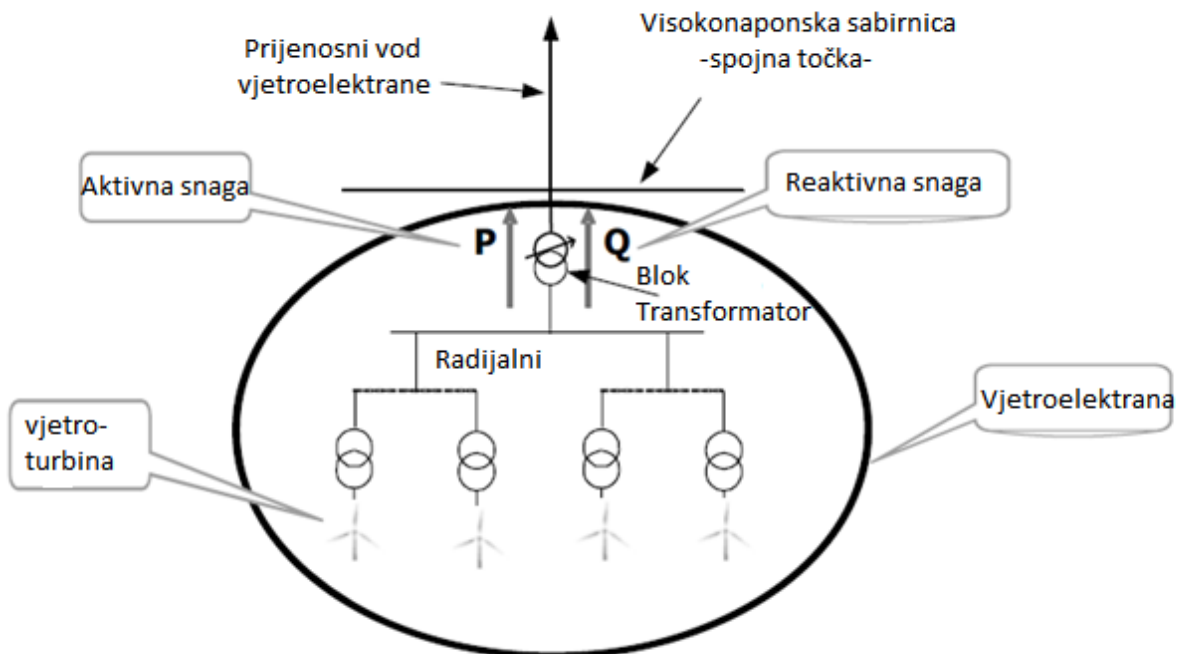 Visokonaponska sabirnica
-spojna točka-
Prijenosni vod
vjetroelektrane
Aktivna snaga
Reaktivna snaga
P
Q
Blok
Transformator
Radijalni
Vjetroelektrana
vjetro-
turbina